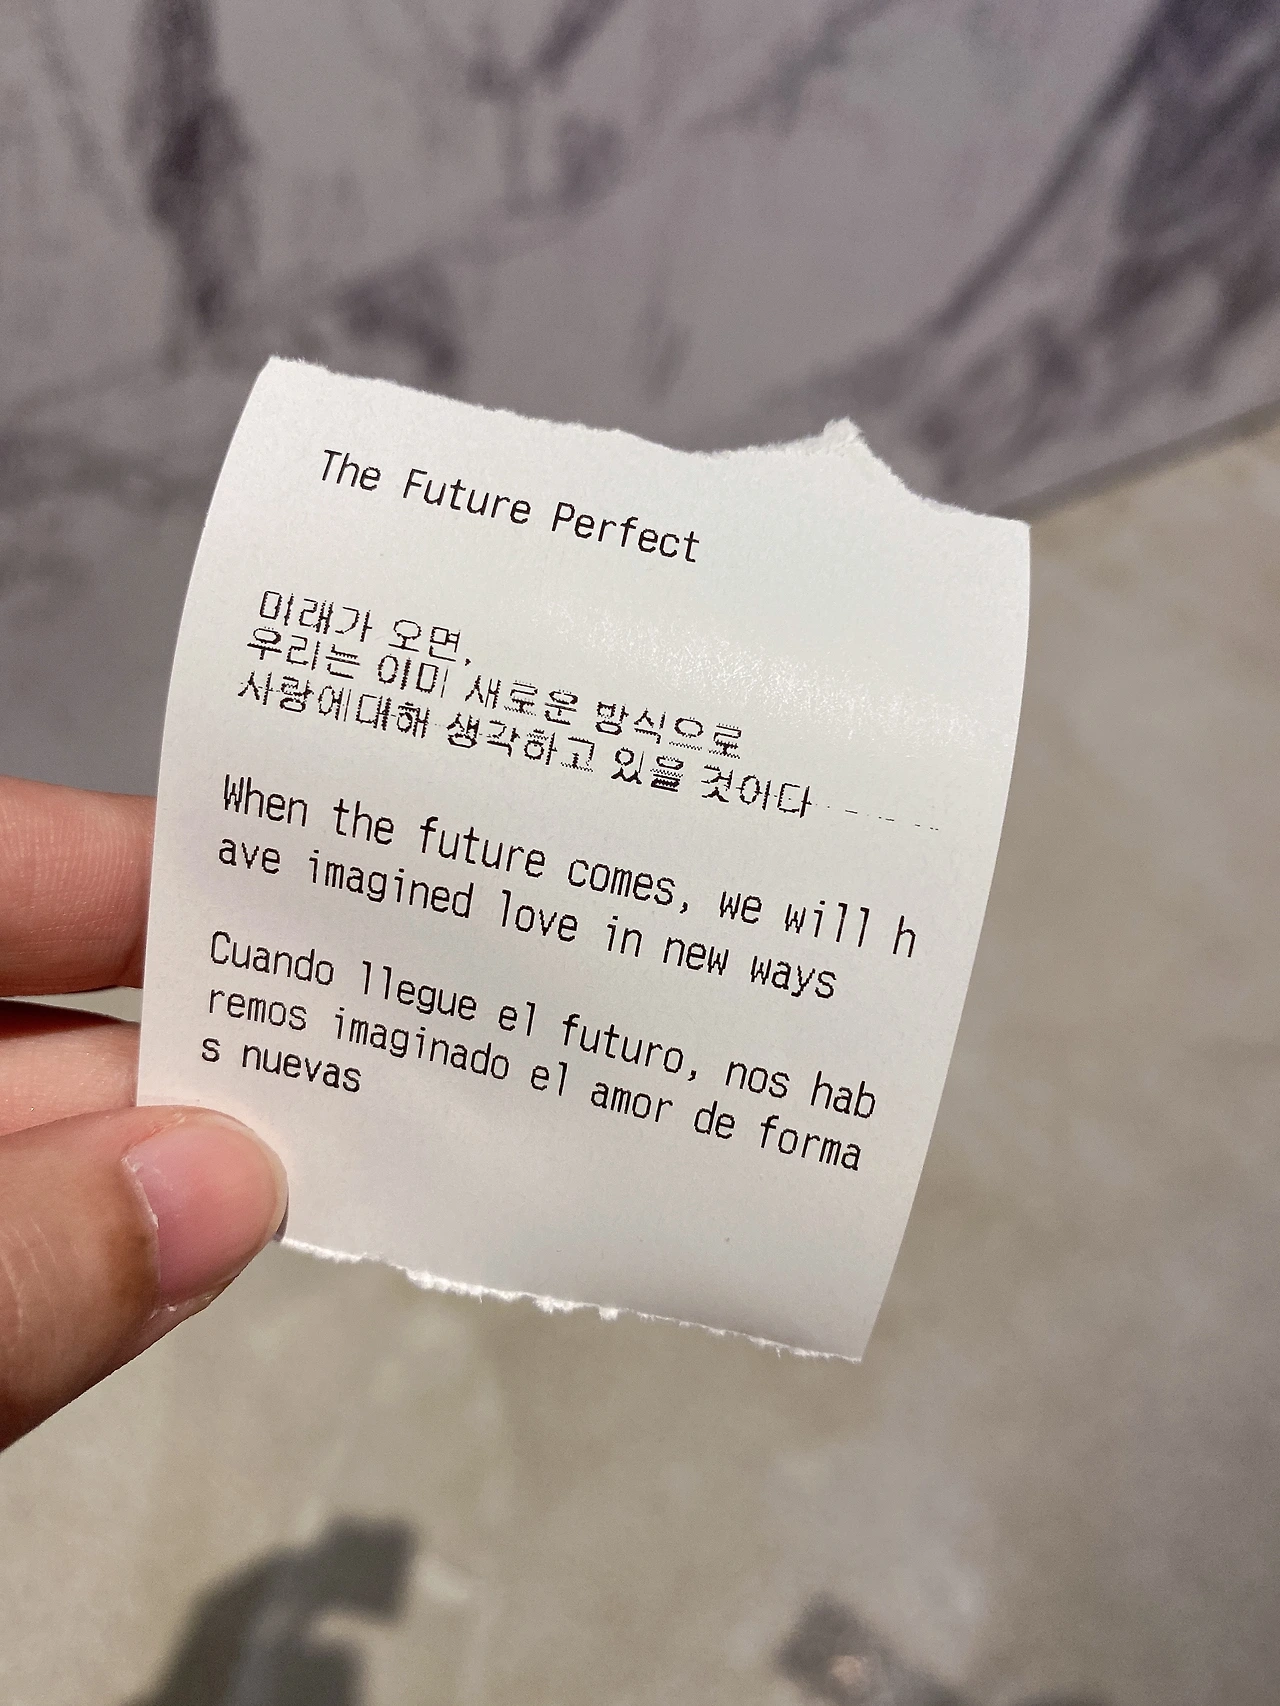 The Future Perfect
미래가 오면,
우리는 이미 새로운 방식으로
사랑에대해 생각하고 있을 것이다
When the future comes, we will h
ave imagined love in new ways
Cuando llegue el futuro, nos hab
remos imaginado el amor de forma
s nuevas